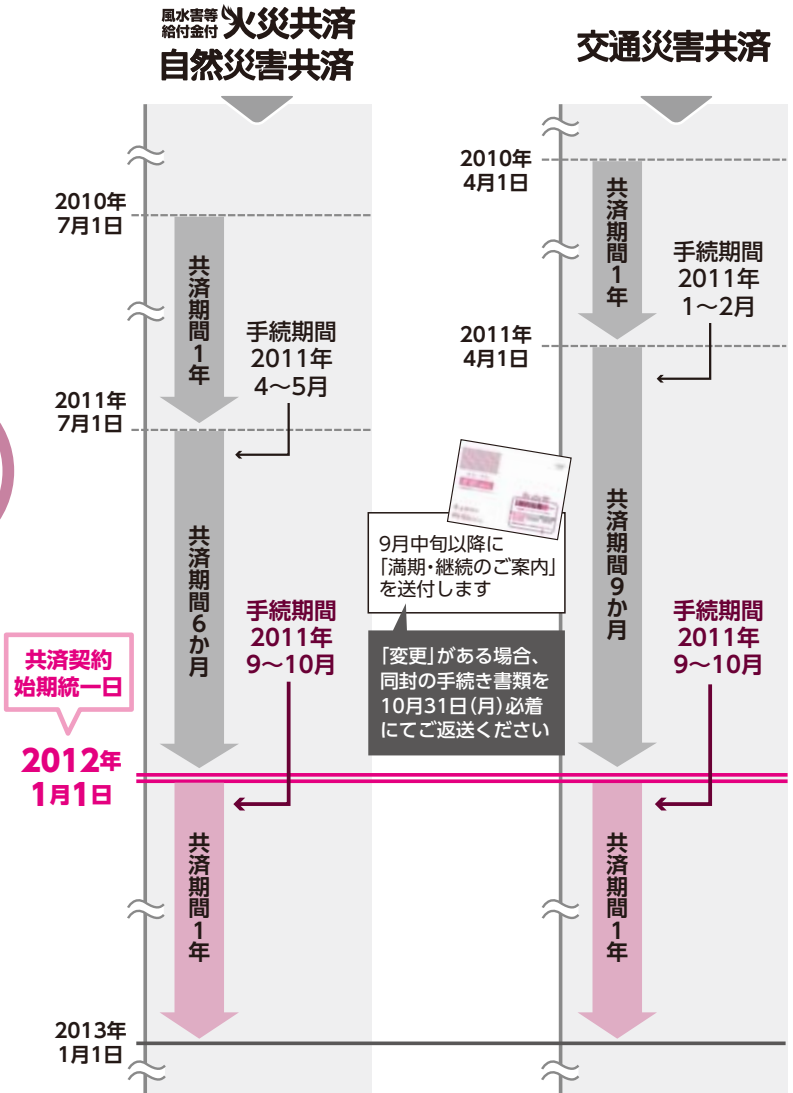 風水害等
給付金付
火災共済
自然災害共済
2010年
7月1日
共済期間1年
手続期間
2011年
4〜5月
2011年
7月1日
共済期間6か月
手続期間
2011年
9〜10月
共済契約
始期統一日
2012年
1月1日
共済期間1年
2013年
1月1日
交通災害共済
2010年
4月1日
共済期間1年
手続期間
2011年
1〜2月
2011年
4月1日
共済期間9か月
9月中旬以降に
「満期・継続のご案内」
を送付します
「変更」がある場合、
同封の手続き書類を
10月31日(月)必着
にてご返送ください
手続期間
2011年
9〜10月
共済期間1年